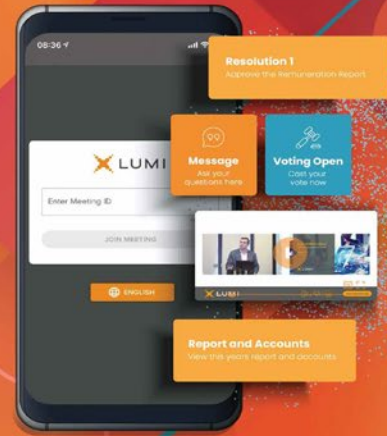 08:36
Resolution 1
Approve the Remuneration Report
Message
Ask your
questions here
Voting Open
Cast your
vote now
LUMI
Enter Meeting ID
JOIN MEETING
ENGLISH
LUMI
Report and Accounts
View this years report and accounts